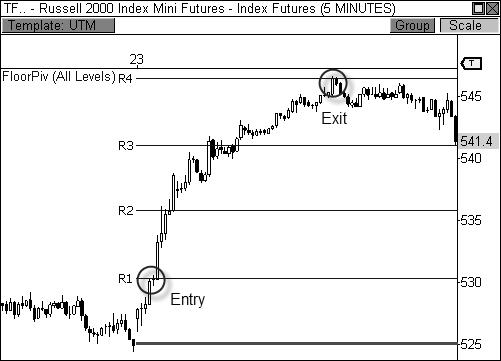 TF.. - Russell 2000 Index Mini Futures - Index Futures (5 MINUTES)
Template: UTM Group Scale
23
T
FloorPiv (All Levels) R4
545
Exit
541.4
R3
540
R2
535
R1
530
Entry
525